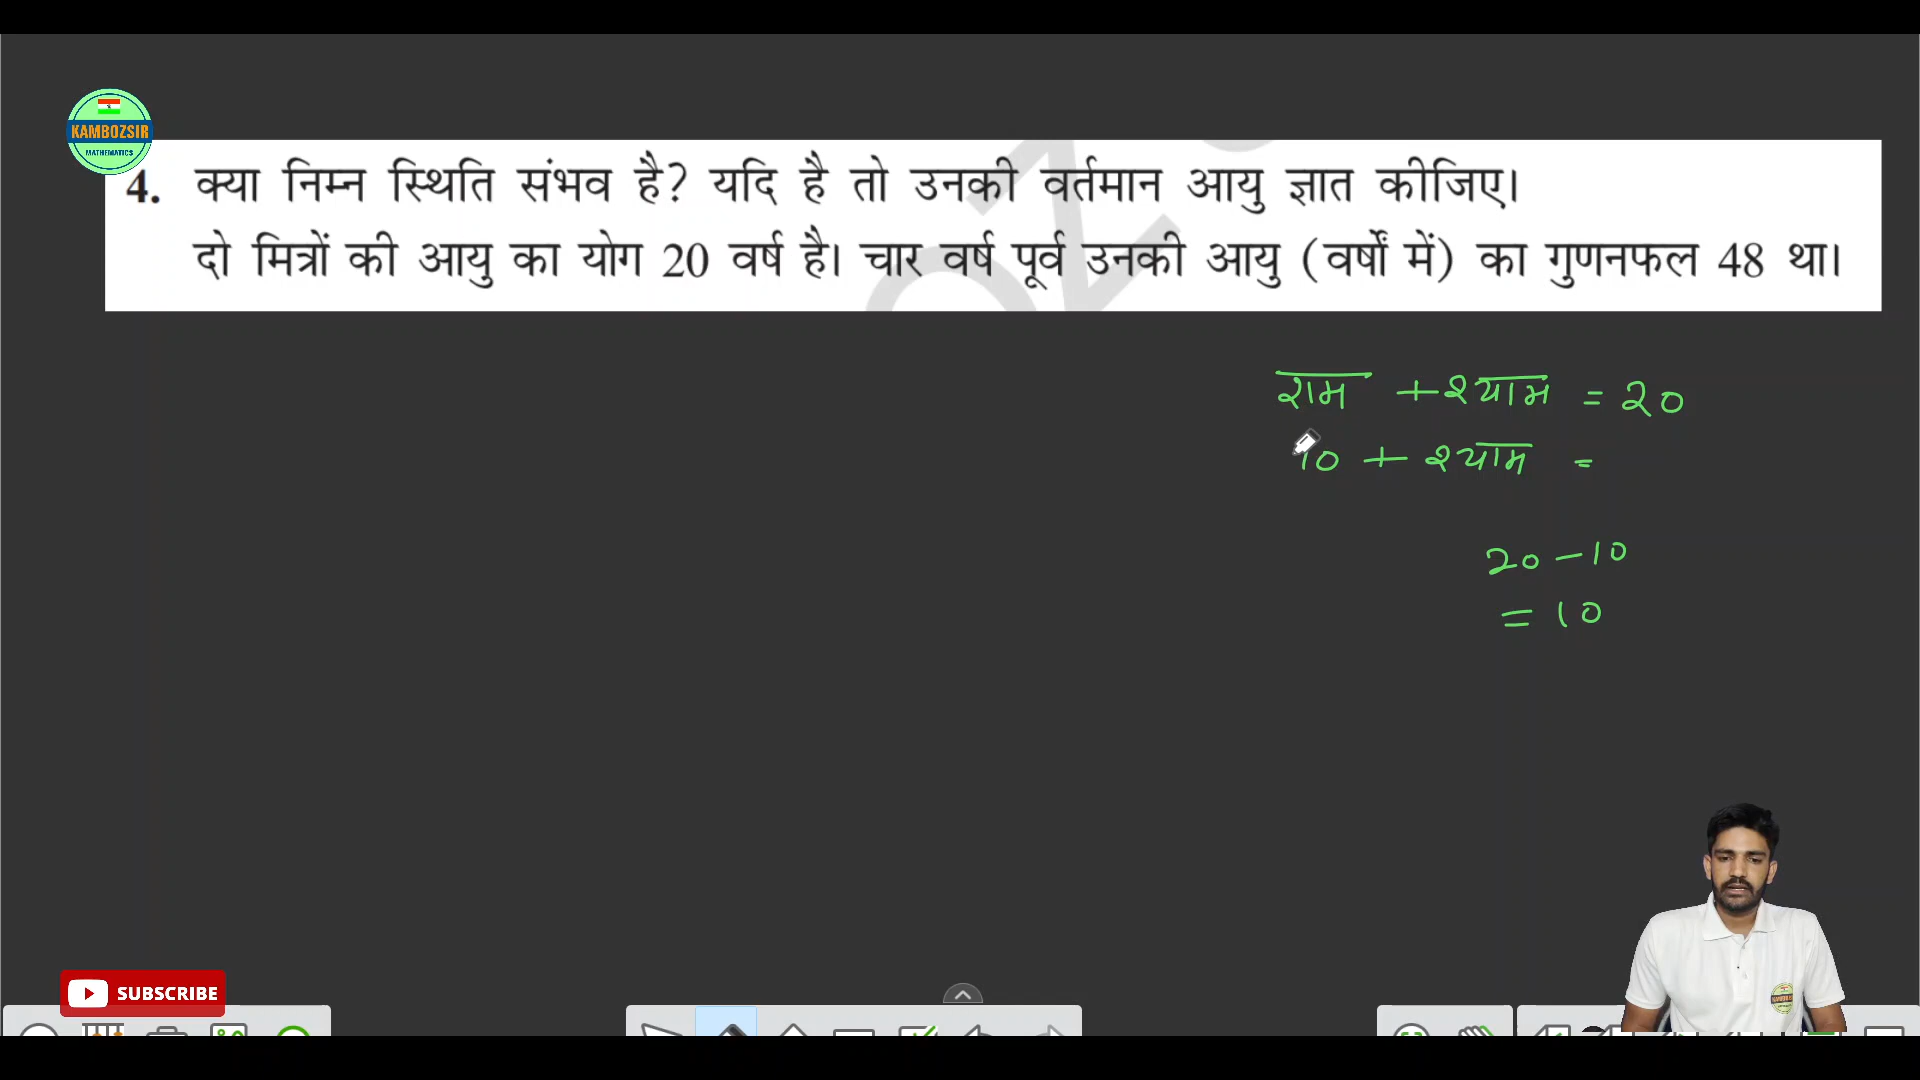 KAMBOZSIR
MATHEMATICS
4. क्या निम्न स्थिति संभव है? यदि है तो उनकी वर्तमान आयु ज्ञात कीजिए।
दो मित्रों की आयु का योग 20 वर्ष है। चार वर्ष पूर्व उनकी आयु (वर्षों में) का गुणनफल 48 था।
राम + श्याम = 20
10 + श्याम =
20 - 10
= 10
SUBSCRIBE